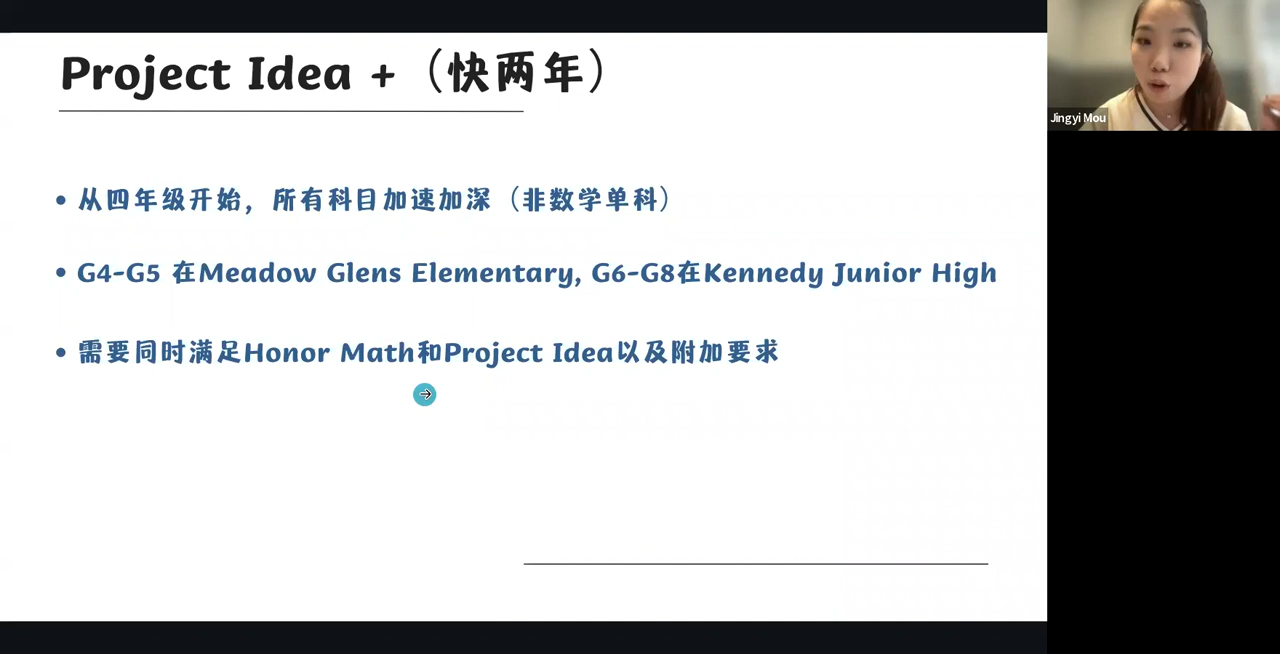 Project Idea +（快两年）
• 从四年级开始，所有科目加速加深（非数学单科）
• G4-G5 在Meadow Glens Elementary, G6-G8在Kennedy Junior High
• 需要同时满足Honor Math和Project Idea以及附加要求
Jingyi Mou